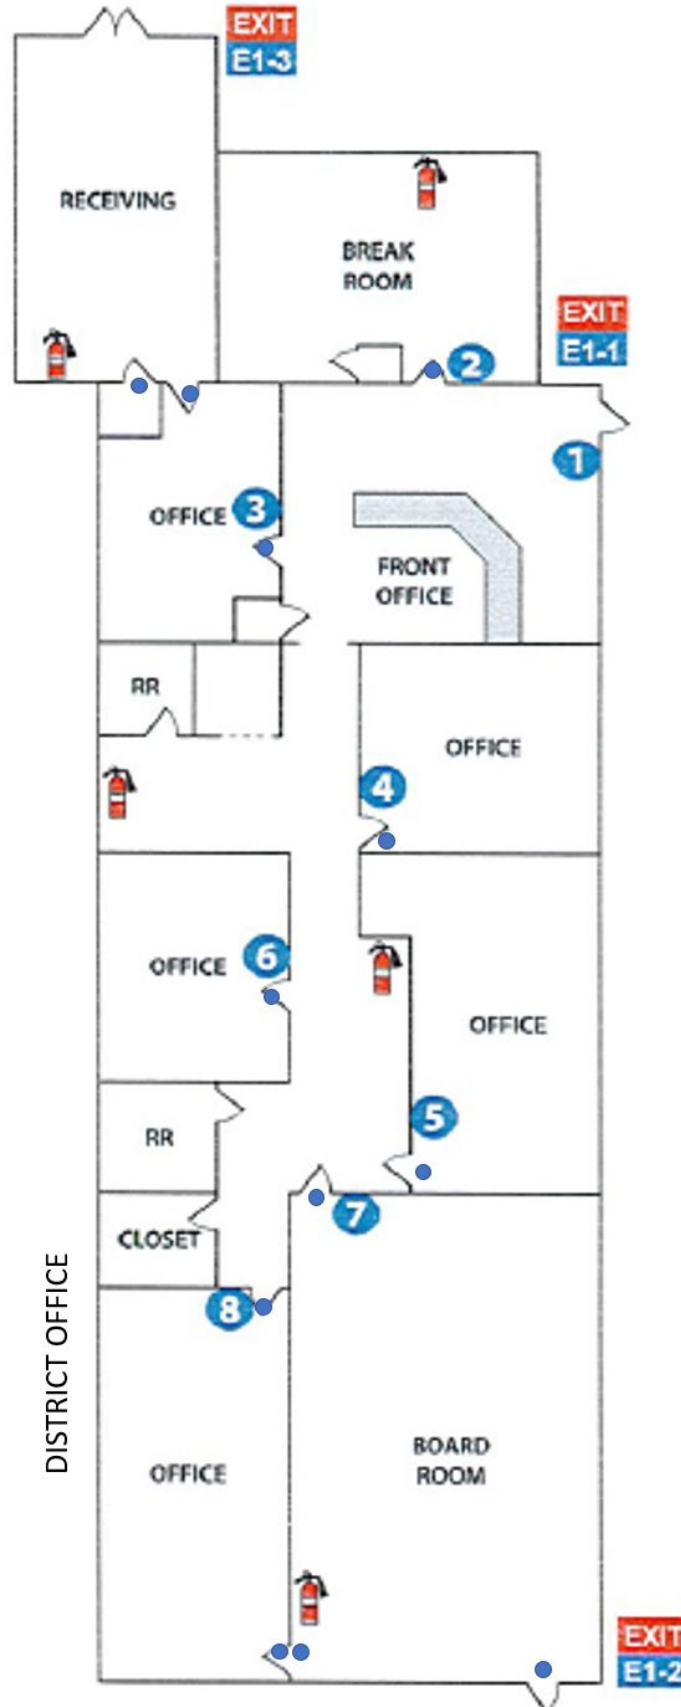 EXIT
E1-3
RECEIVING
BREAK
ROOM
EXIT
E1-1
2
1
OFFICE 3
FRONT
OFFICE
RR
OFFICE
4
OFFICE 6
OFFICE
5
RR
7
CLOSET
8
DISTRICT OFFICE
OFFICE
BOARD
ROOM
EXIT
E1-2